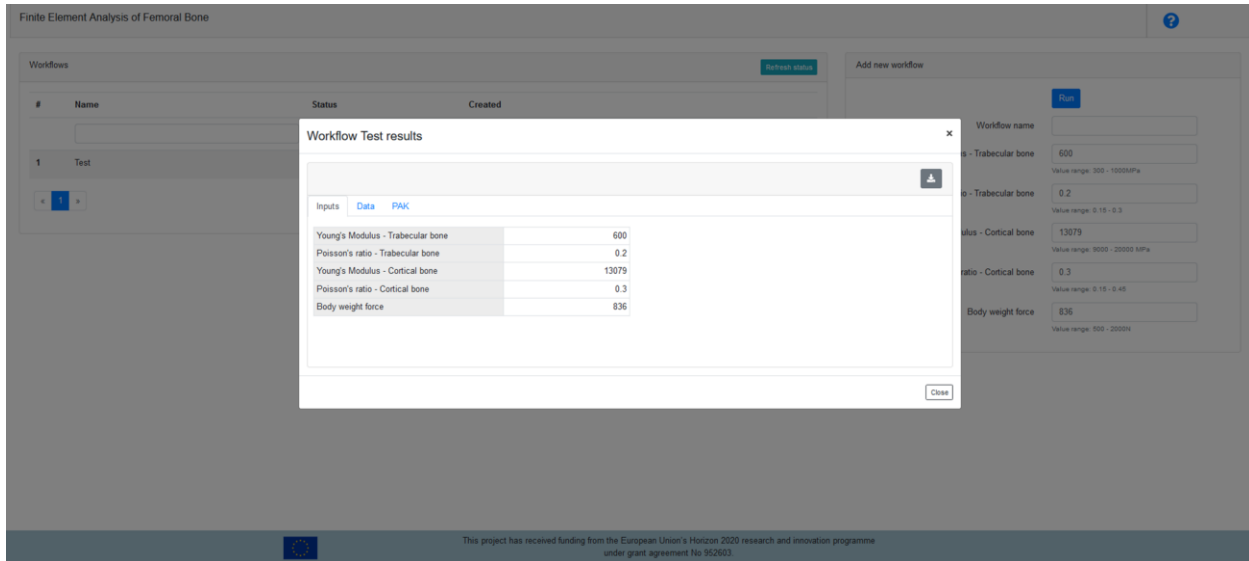 Finite Element Analysis of Femoral Bone
Workflows
Refresh status
# Name Status Created
1 Test
« 1 »
Workflow Test results
×
Inputs Data PAK
Young's Modulus - Trabecular bone 600
Poisson's ratio - Trabecular bone 0.2
Young's Modulus - Cortical bone 13079
Poisson's ratio - Cortical bone 0.3
Body weight force 836
Close
Add new workflow
Run
Workflow name
s - Trabecular bone 600
Value range: 300 - 1000MPa
io - Trabecular bone 0.2
Value range: 0.15 - 0.3
ulus - Cortical bone 13079
Value range: 9000 - 20000 MPa
ratio - Cortical bone 0.3
Value range: 0.15 - 0.45
Body weight force 836
Value range: 500 - 2000N
This project has received funding from the European Union's Horizon 2020 research and innovation programme
under grant agreement No 952603.